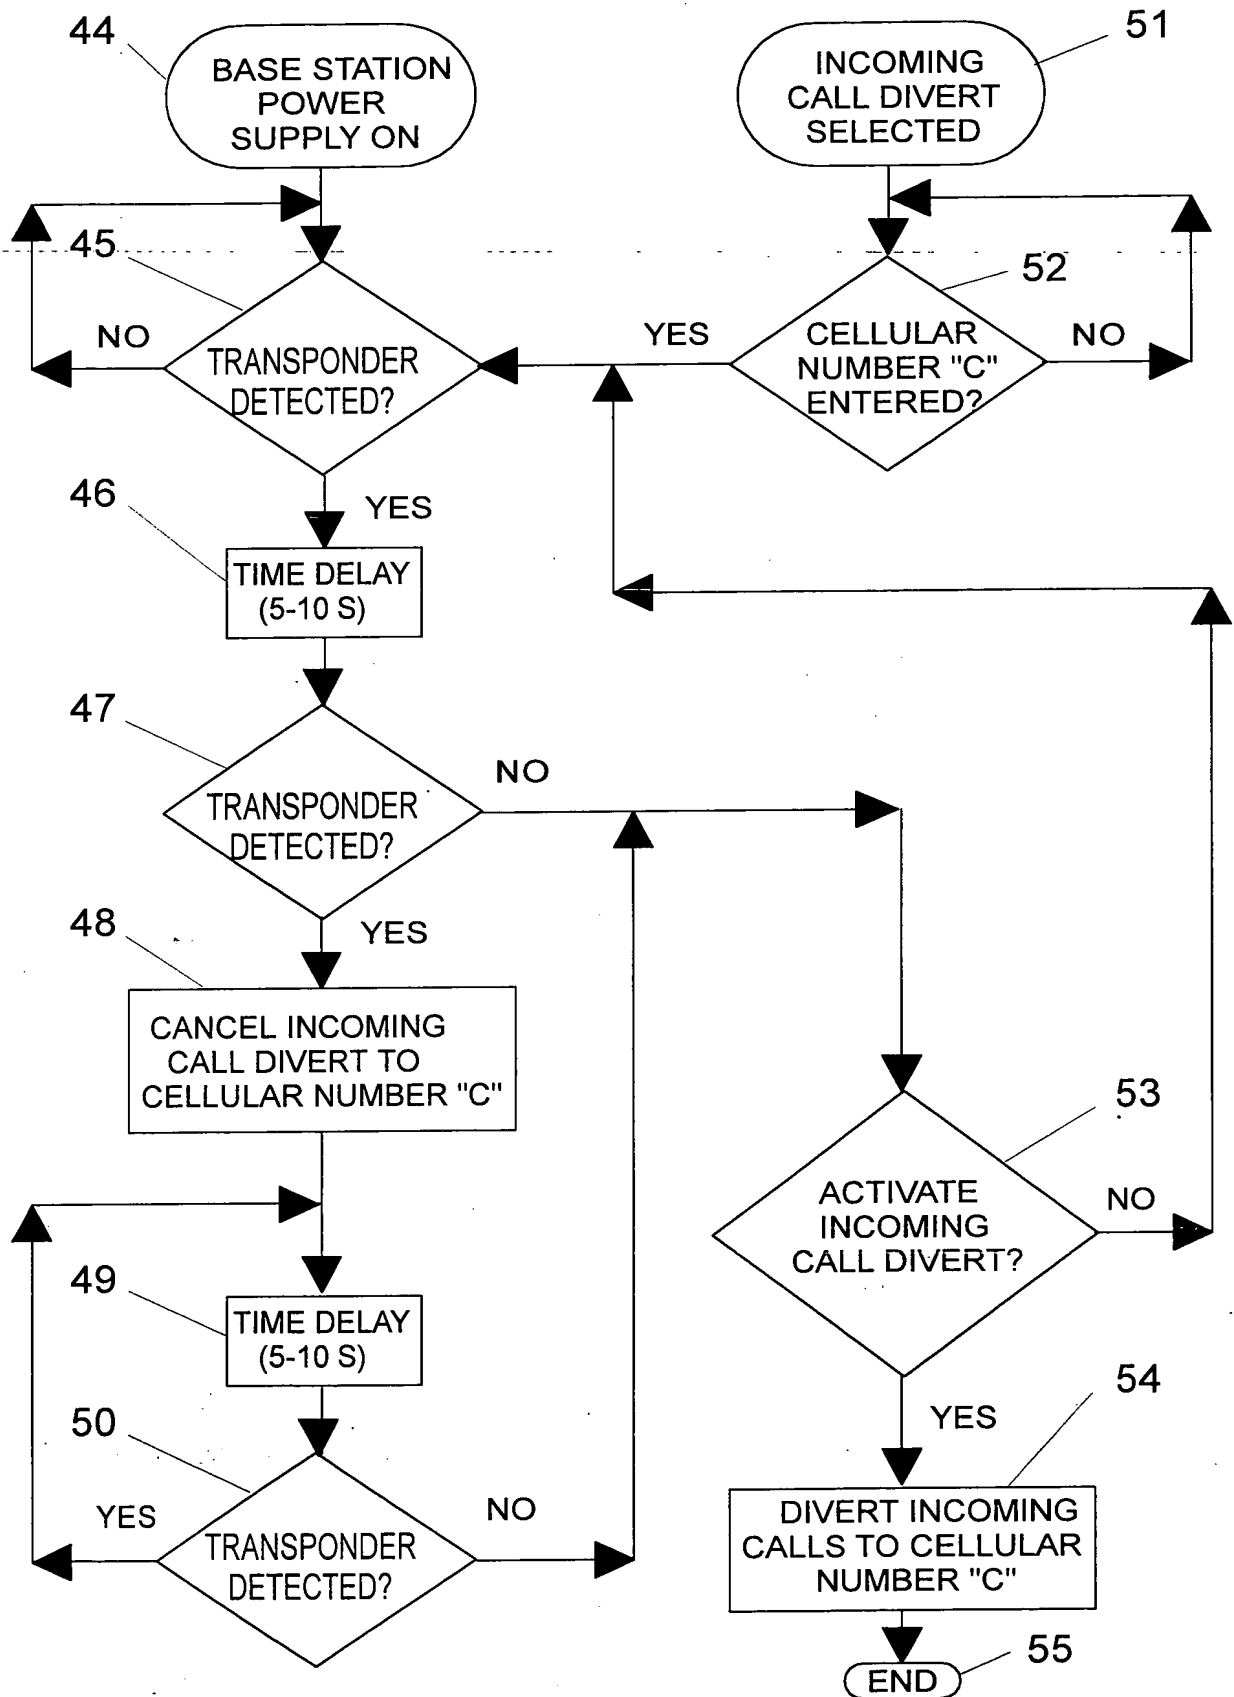 44
BASE STATION
POWER
SUPPLY ON
51
INCOMING
CALL DIVERT
SELECTED
45
NO
TRANSPONDER
DETECTED?
YES
52
CELLULAR
NUMBER "C"
ENTERED?
NO
46
YES
TIME DELAY
(5-10 S)
47
TRANSPONDER
DETECTED?
NO
48
YES
CANCEL INCOMING
CALL DIVERT TO
CELLULAR NUMBER "C"
53
ACTIVATE
INCOMING
CALL DIVERT?
NO
49
TIME DELAY
(5-10 S)
50
YES
TRANSPONDER
DETECTED?
NO
YES
54
DIVERT INCOMING
CALLS TO CELLULAR
NUMBER "C"
55
END